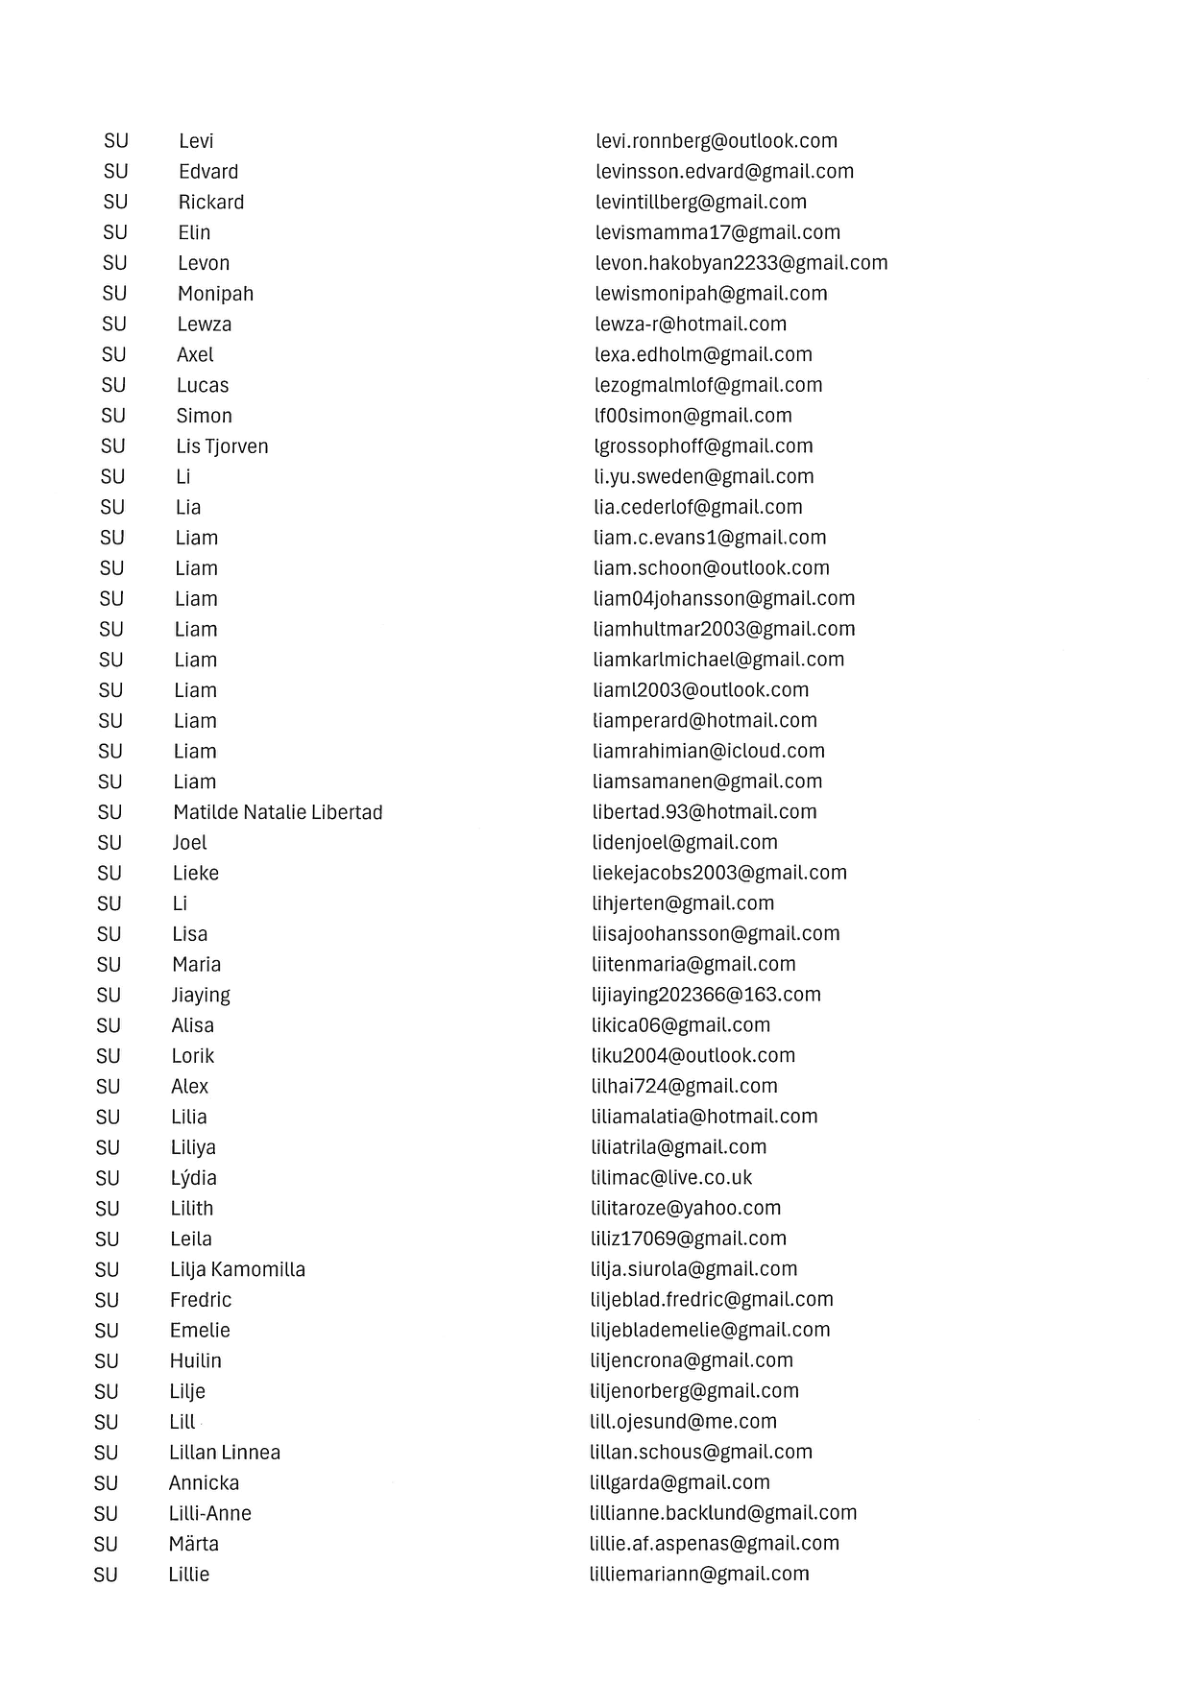 SU Levi levi.ronnberg@outlook.com
SU Edvard levinsson.edvard@gmail.com
SU Rickard levintillberg@gmail.com
SU Elin levismamma17@gmail.com
SU Levon levon.hakobyan2233@gmail.com
SU Monipah lewismonipah@gmail.com
SU Lewza lewza-r@hotmail.com
SU Axel lexa.edholm@gmail.com
SU Lucas lezogmalmlof@gmail.com
SU Simon lf00simon@gmail.com
SU Lis Tjorven lgrossophoff@gmail.com
SU Li li.yu.sweden@gmail.com
SU Lia lia.cederlof@gmail.com
SU Liam liam.c.evans1@gmail.com
SU Liam liam.schoon@outlook.com
SU Liam liam04johansson@gmail.com
SU Liam liamhultmar2003@gmail.com
SU Liam liamkarlmichael@gmail.com
SU Liam liaml2003@outlook.com
SU Liam liamperard@hotmail.com
SU Liam liamrahimian@icloud.com
SU Liam liamsamanen@gmail.com
SU Matilde Natalie Libertad libertad.93@hotmail.com
SU Joel lidenjoel@gmail.com
SU Lieke liekejacobs2003@gmail.com
SU Li lihjerten@gmail.com
SU Lisa liisajoohansson@gmail.com
SU Maria liitenmaria@gmail.com
SU Jiaying lijiaying202366@163.com
SU Alisa likica06@gmail.com
SU Lorik liku2004@outlook.com
SU Alex lilhai724@gmail.com
SU Lilia liliamalatia@hotmail.com
SU Liliya liliatrila@gmail.com
SU Lýdia lilimac@live.co.uk
SU Lilith lilitaroze@yahoo.com
SU Leila liliz17069@gmail.com
SU Lilja Kamomilla lilja.siurola@gmail.com
SU Fredric liljeblad.fredric@gmail.com
SU Emelie liljeblademelie@gmail.com
SU Huilin liljencrona@gmail.com
SU Lilje liljenorberg@gmail.com
SU Lill lill.ojesund@me.com
SU Lillan Linnea lillan.schous@gmail.com
SU Annicka lillgarda@gmail.com
SU Lilli-Anne lillianne.backlund@gmail.com
SU Märta lillie.af.aspenas@gmail.com
SU Lillie lilliemariann@gmail.com